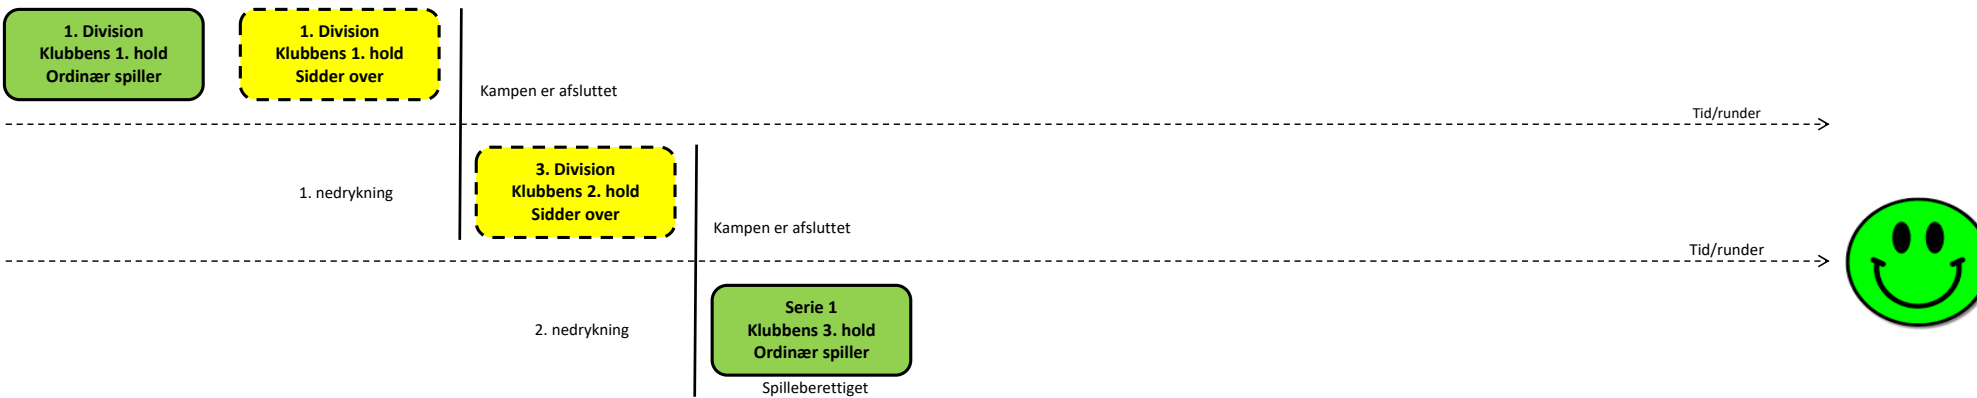 1. Division
Klubbens 1. hold
Ordinær spiller
1. Division
Klubbens 1. hold
Sidder over
Kampen er afsluttet
Tid/runder
1. nedrykning
3. Division
Klubbens 2. hold
Sidder over
Kampen er afsluttet
Tid/runder
2. nedrykning
Serie 1
Klubbens 3. hold
Ordinær spiller
Spilleberettiget